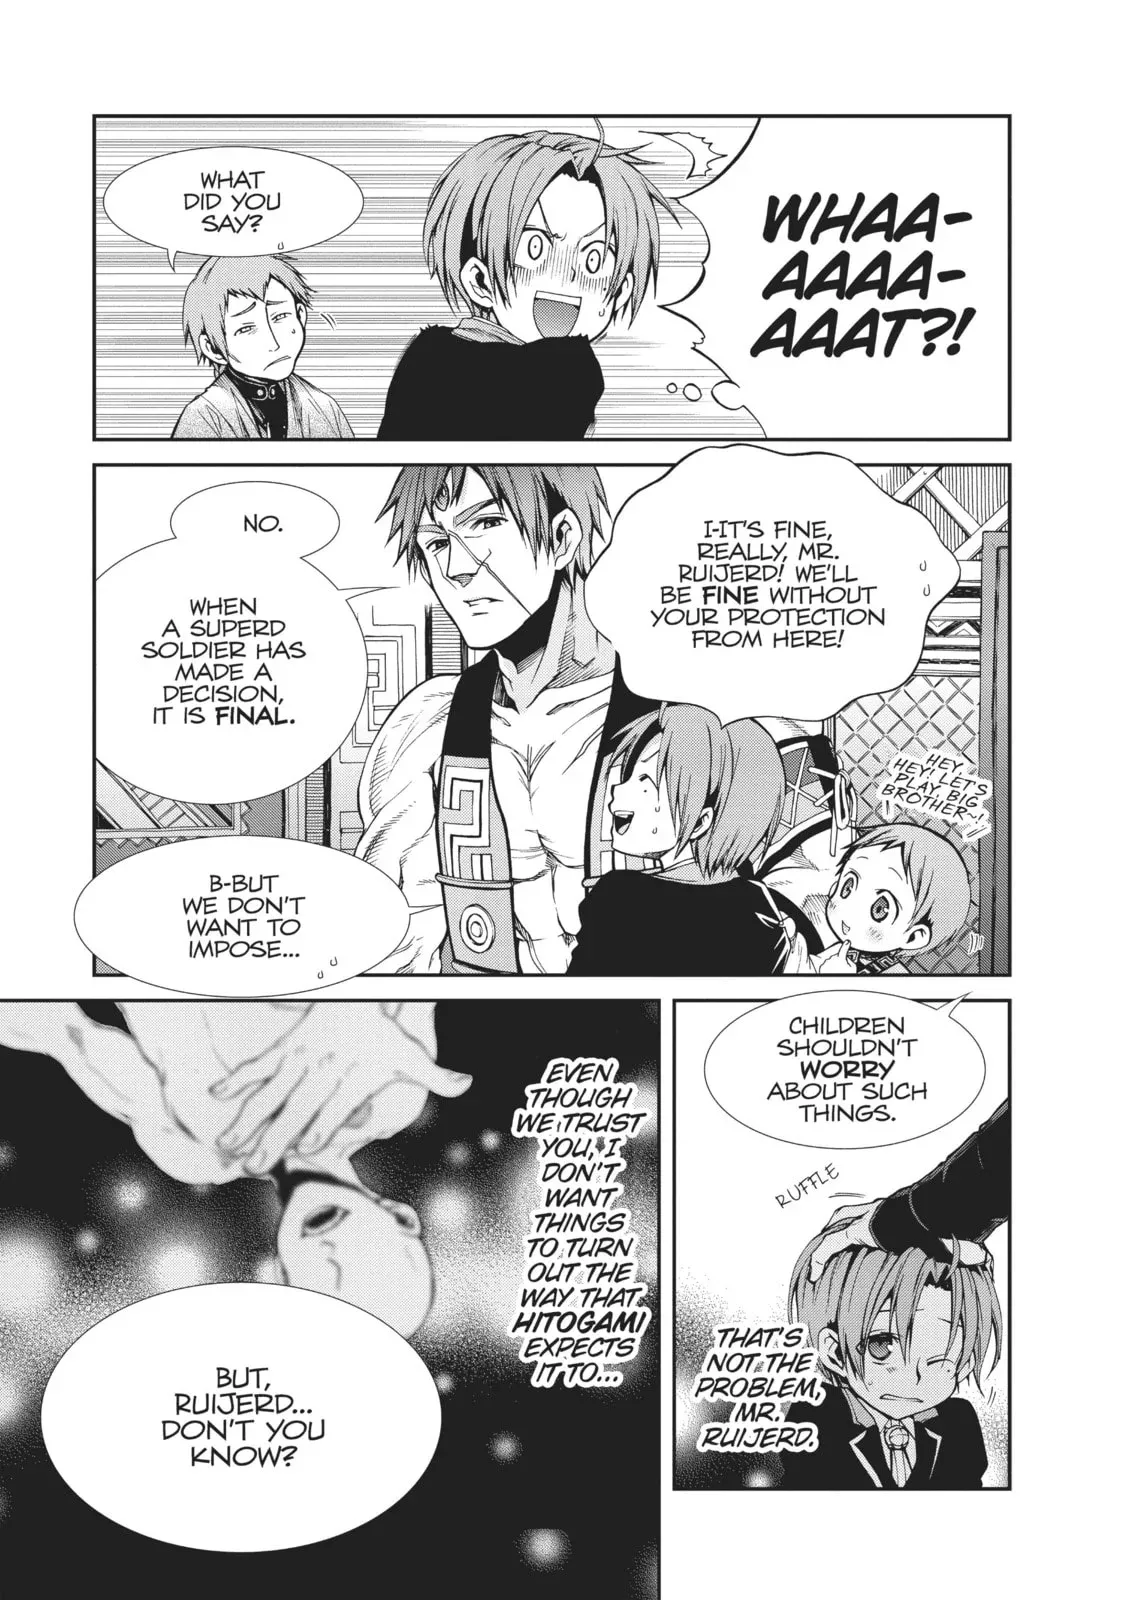 WHAA-
AAAA-
AAAT?!
WHAT
DID YOU
SAY?
I-IT'S FINE,
REALLY, MR.
RUIJERD! WE'LL
BE FINE WITHOUT
YOUR PROTECTION
FROM HERE!
HEY,
HEY! LET'S
PLAY, BIG
BROTHER~!
NO.
WHEN
A SUPERD
SOLDIER HAS
MADE A
DECISION,
IT IS FINAL.
B-BUT
WE DON'T
WANT TO
IMPOSE...
CHILDREN
SHOULDN'T
WORRY
ABOUT SUCH
THINGS.
RUFFLE
THAT'S
NOT THE
PROBLEM,
MR.
RUIJERD.
EVEN
THOUGH
WE TRUST
YOU, I
DON'T
WANT
THINGS
TO TURN
OUT THE
WAY THAT
HITOGAMI
EXPECTS
IT TO...
BUT,
RUIJERD...
DON'T YOU
KNOW?